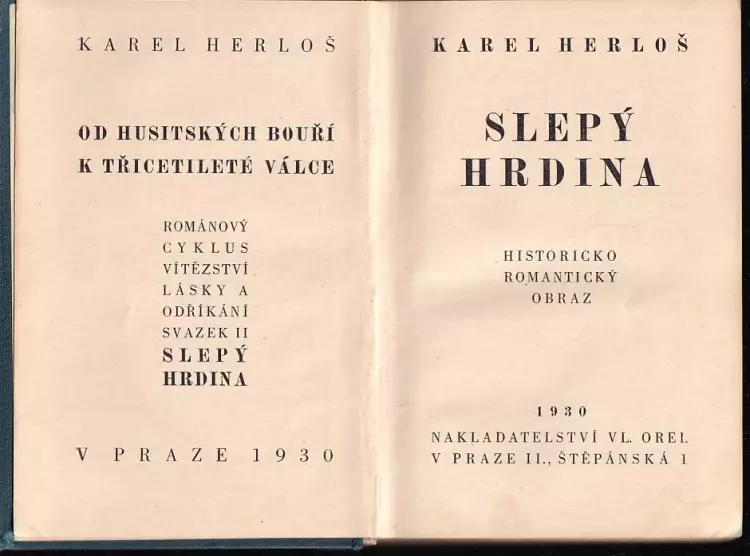 KAREL HERLOŠ
OD HUSITSKÝCH BOUŘÍ
K TŘICETILETÉ VÁLCE
ROMÁNOVÝ
CYKLUS
VÍTĚZSTVÍ
LÁSKY A
ODŘÍKÁNÍ
SVAZEK II
SLEPÝ
HRDINA
V PRAZE 1930
KAREL HERLOŠ
SLEPÝ
HRDINA
HISTORICKO
ROMANTICKÝ
OBRAZ
1930
NAKLADATELSTVÍ VL. OREL
V PRAZE II., ŠTĚPÁNSKÁ 1